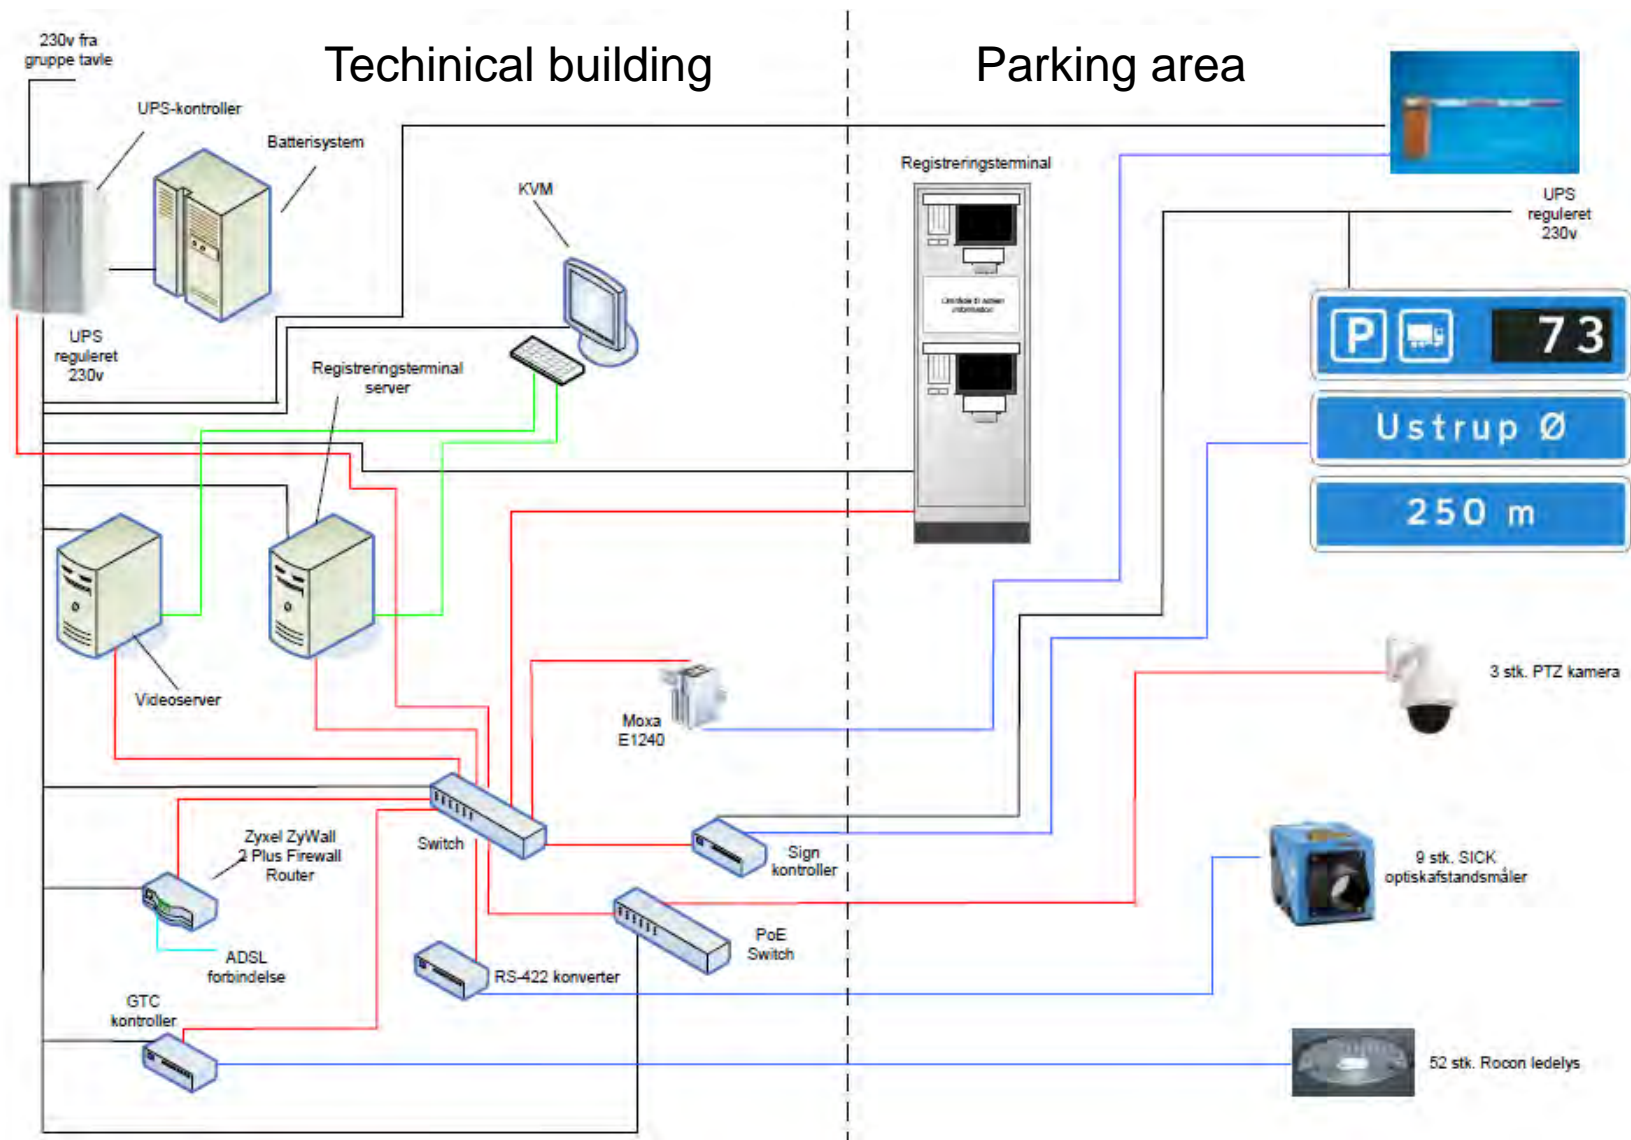 230v fra
gruppe tavle
Techinical building
Parking area
UPS-kontroller
Batterisystem
KVM
Registreringsterminal
UPS
reguleret
230v
UPS
reguleret
230v
Registreringsterminal
server
P
73
Ustrup Ø
250 m
Videoserver
Moxa
E1240
3 stk. PTZ kamera
Zyxel ZyWall
2 Plus Firewall
Router
Switch
Sign
kontroller
9 stk. SICK
optiskafstandsmåler
ADSL
forbindelse
PoE
Switch
RS-422 konverter
GTC
kontroller
52 stk. Rocon ledelys